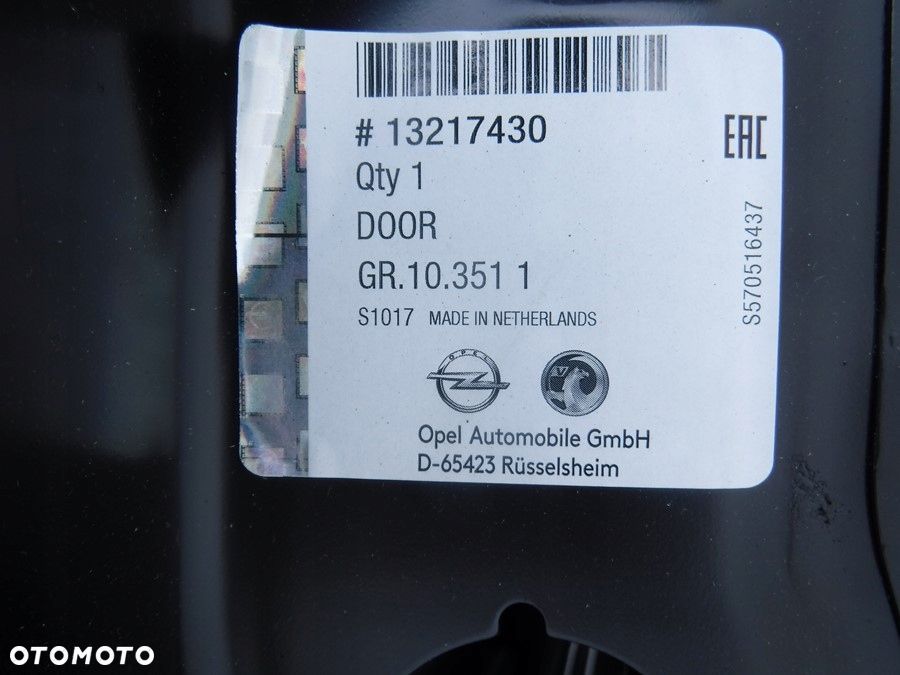 # 13217430
EAC
Qty 1
DOOR
GR.10.351 1
S1017 MADE IN NETHERLANDS
S570516437
OPEL
V
Opel Automobile GmbH
D-65423 Rüsselsheim
OTOMOTO